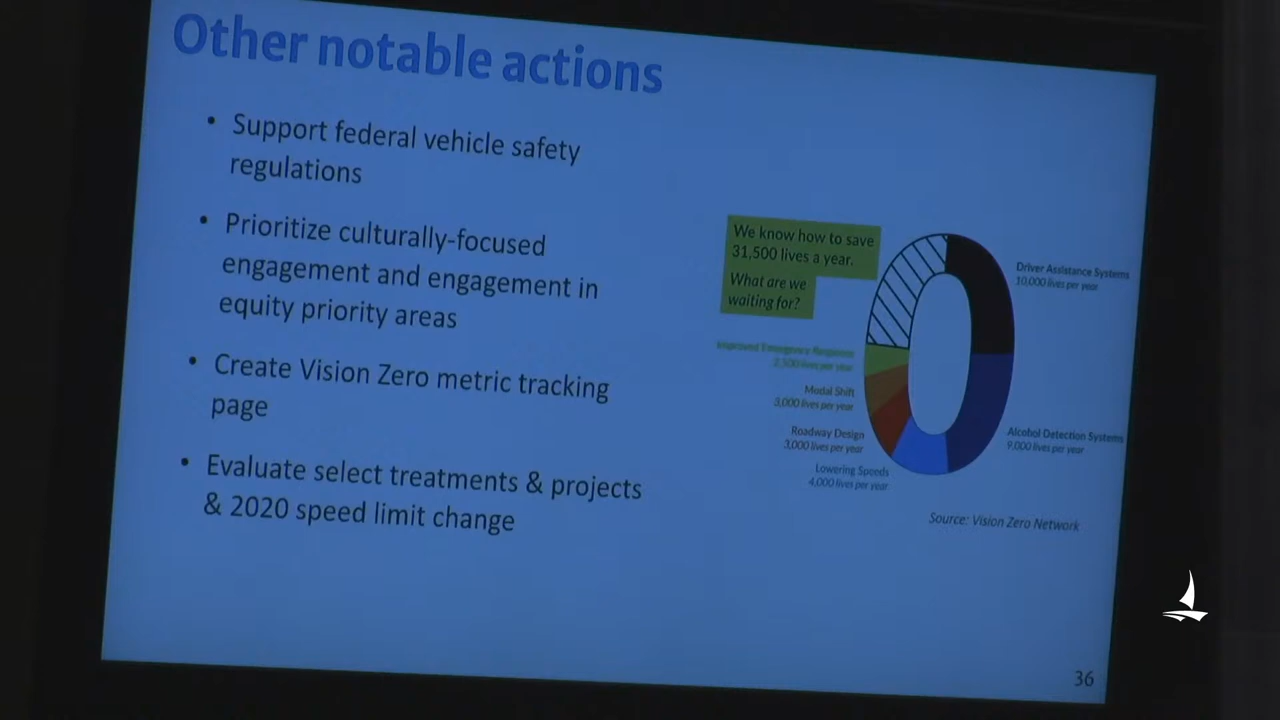 Other notable actions
• Support federal vehicle safety
regulations
• Prioritize culturally-focused
engagement and engagement in
equity priority areas
• Create Vision Zero metric tracking
page
• Evaluate select treatments & projects
& 2020 speed limit change
We know how to save
31,500 lives a year.
What are we
waiting for?
Driver Assistance Systems
10,000 lives per year
Improved Emergency Response
2,500 lives per year
Modal Shift
3,000 lives per year
Roadway Design
3,000 lives per year
Lowering Speeds
4,000 lives per year
Alcohol Detection Systems
9,000 lives per year
Source: Vision Zero Network
36